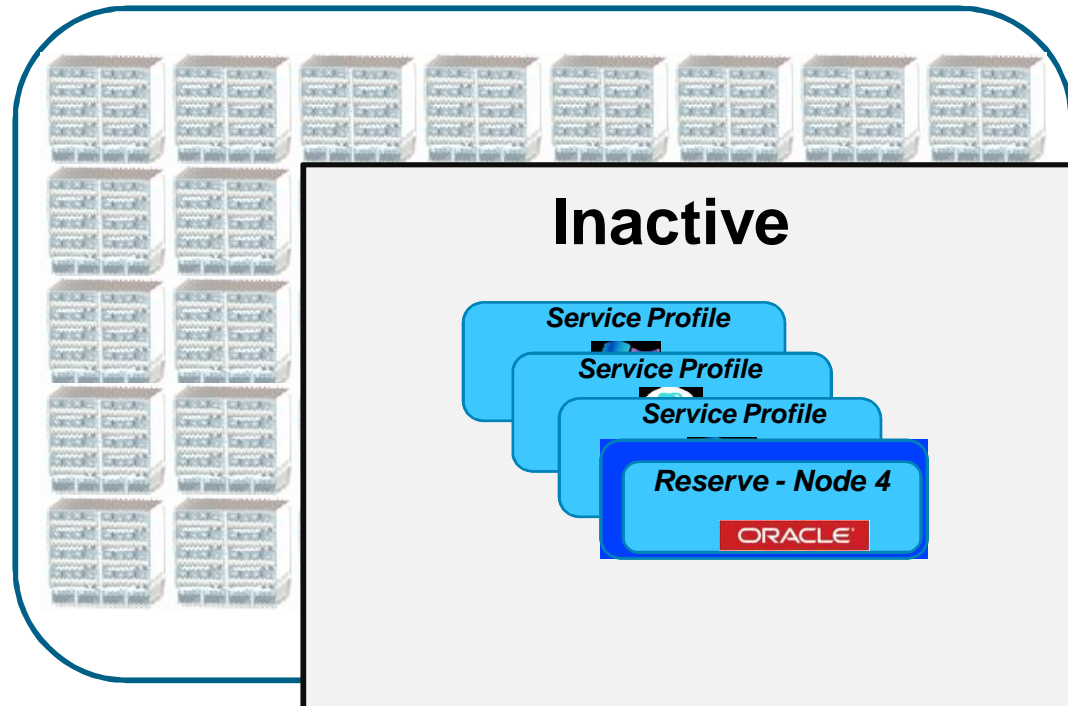 Inactive
Service Profile
Service Profile
Service Profile
Reserve - Node 4
ORACLE